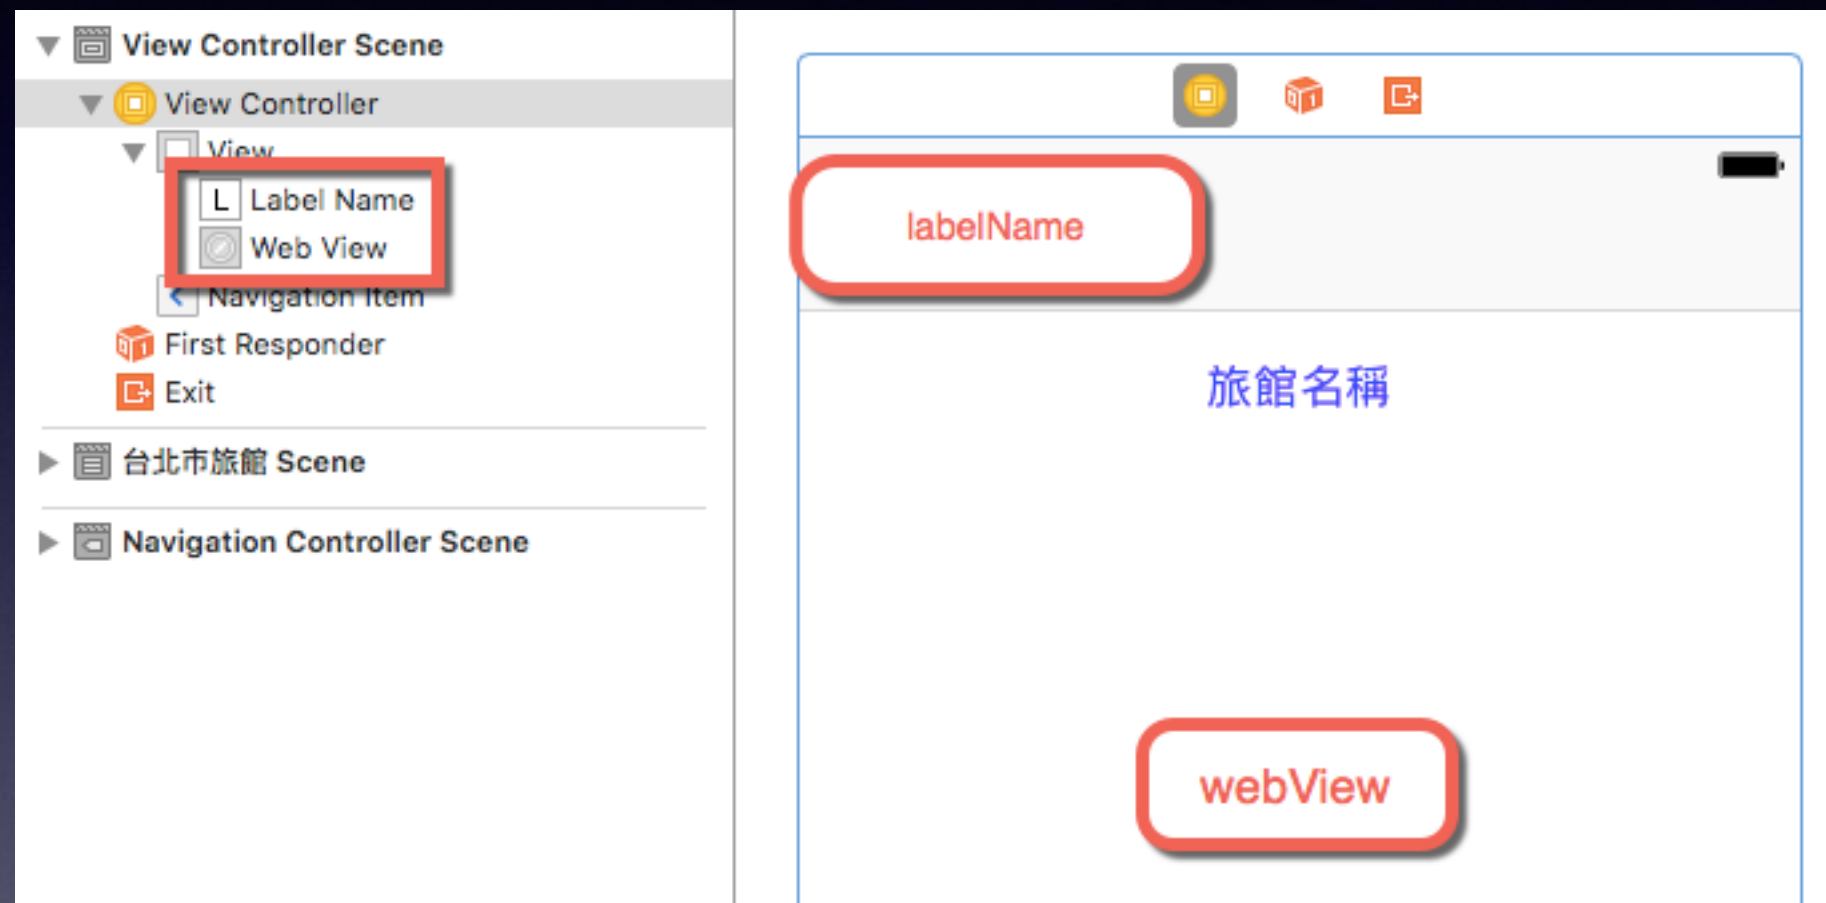 View Controller Scene
View Controller
View
L Label Name
Web View
Navigation Item
First Responder
Exit
台北市旅館 Scene
Navigation Controller Scene
labelName
旅館名稱
webView